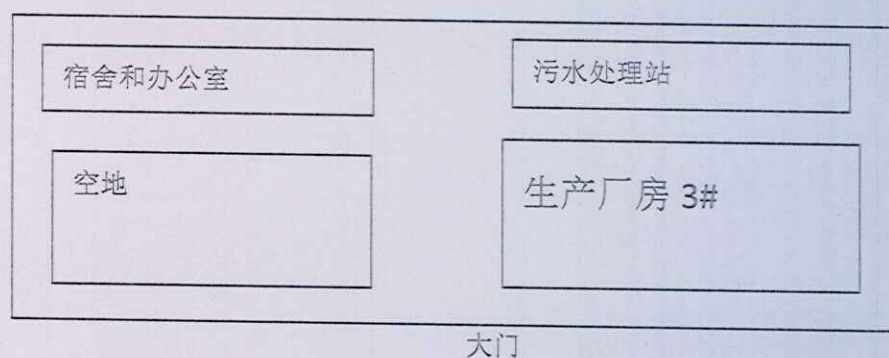 宿舍和办公室
污水处理站
空地
生产厂房 3#
大门